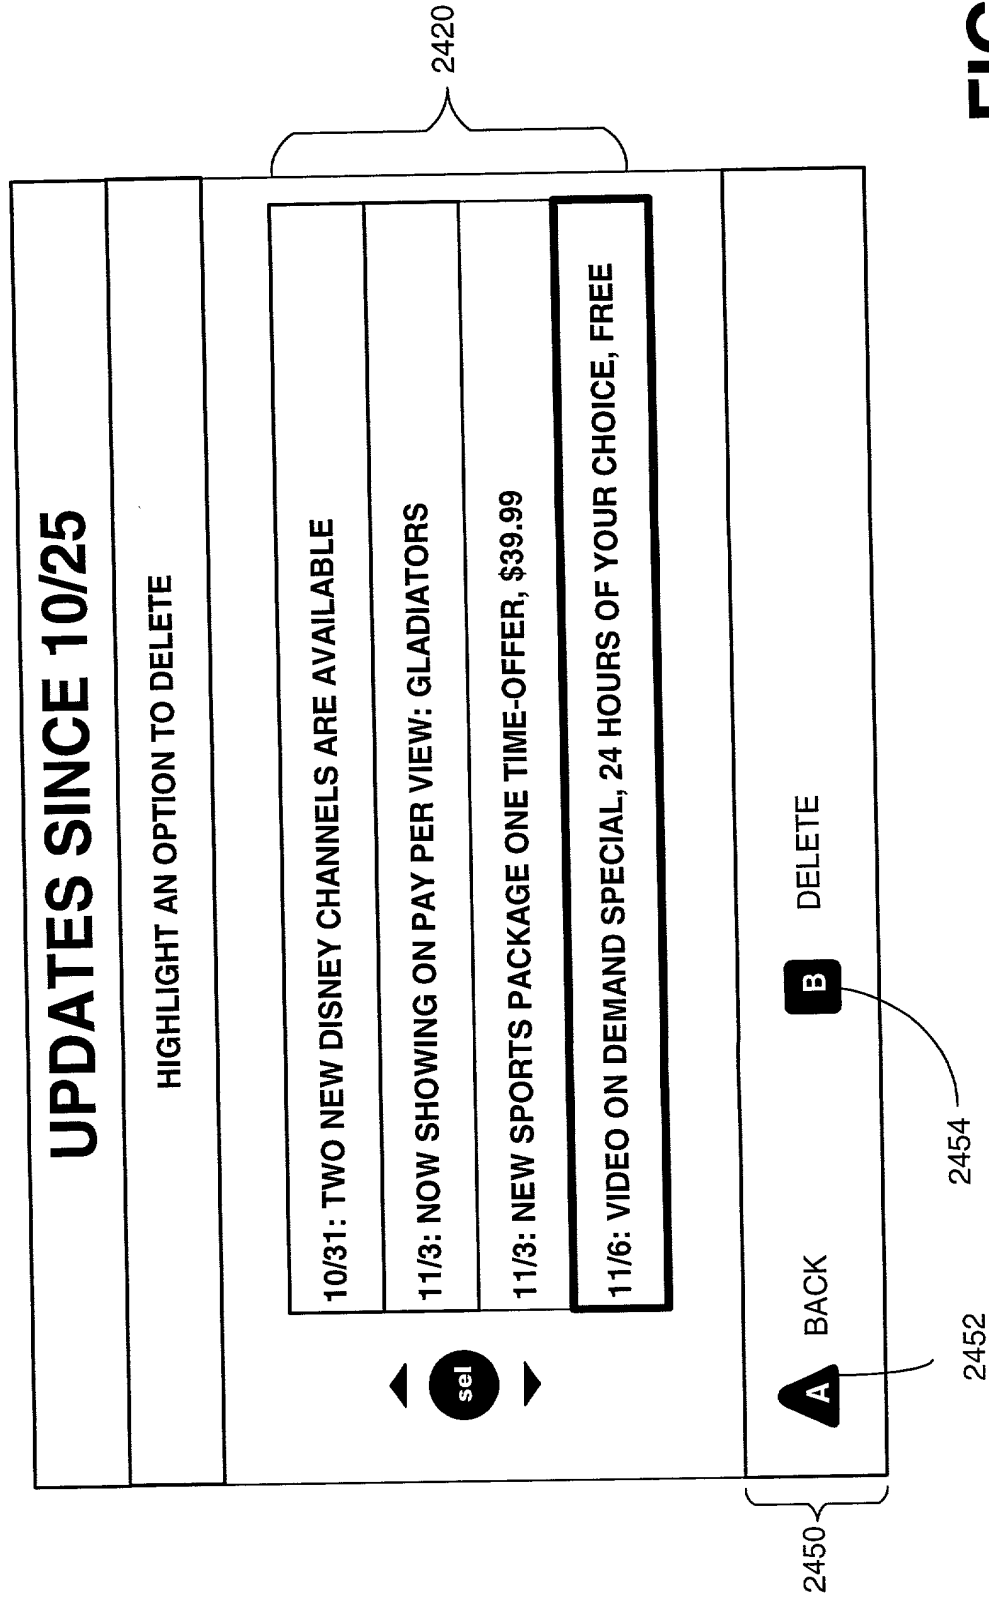 UPDATES SINCE 10/25
HIGHLIGHT AN OPTION TO DELETE
sel
10/31: TWO NEW DISNEY CHANNELS ARE AVAILABLE
11/3: NOW SHOWING ON PAY PER VIEW: GLADIATORS
11/3: NEW SPORTS PACKAGE ONE TIME-OFFER, $39.99
11/6: VIDEO ON DEMAND SPECIAL, 24 HOURS OF YOUR CHOICE, FREE
2420
2450
A BACK
B DELETE
2452
2454